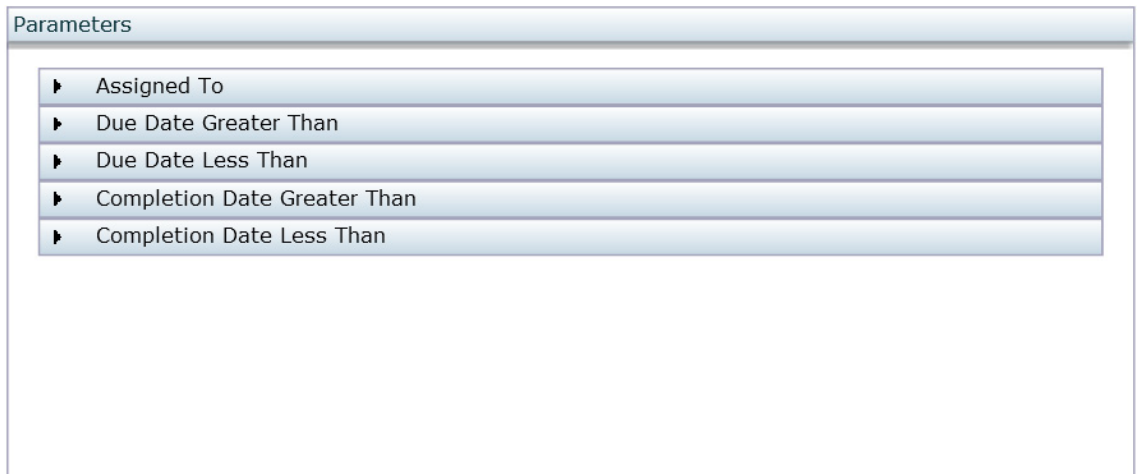 Parameters
Assigned To
Due Date Greater Than
Due Date Less Than
Completion Date Greater Than
Completion Date Less Than